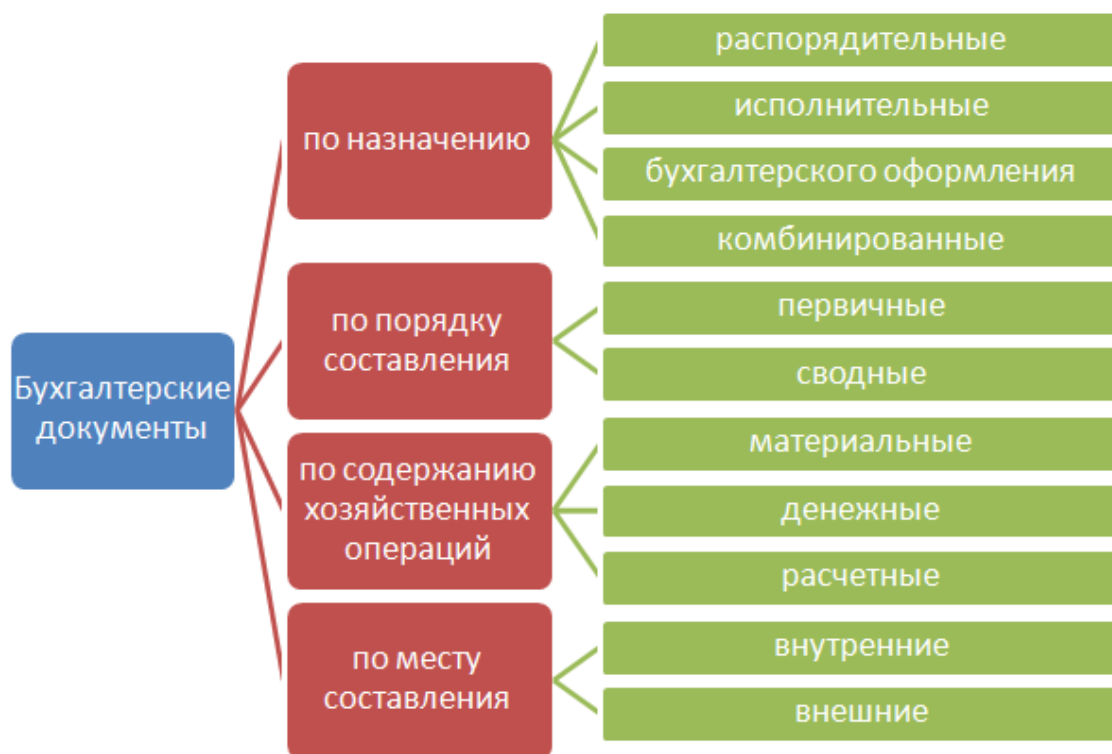 Бухгалтерские
документы
по назначению
распорядительные
исполнительные
бухгалтерского оформления
комбинированные
по порядку
составления
первичные
сводные
по содержанию
хозяйственных
операций
материальные
денежные
расчетные
по месту
составления
внутренние
внешние